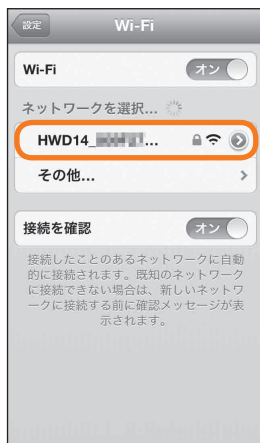 設定
Wi-Fi
Wi-Fi
オン
ネットワークを選択...
HWD14_ ...
その他...
接続を確認
オン
接続したことのあるネットワークに自動
的に接続されます。既知のネットワーク
に接続できない場合は、新しいネットワ
ークに接続する前に確認メッセージが表
示されます。